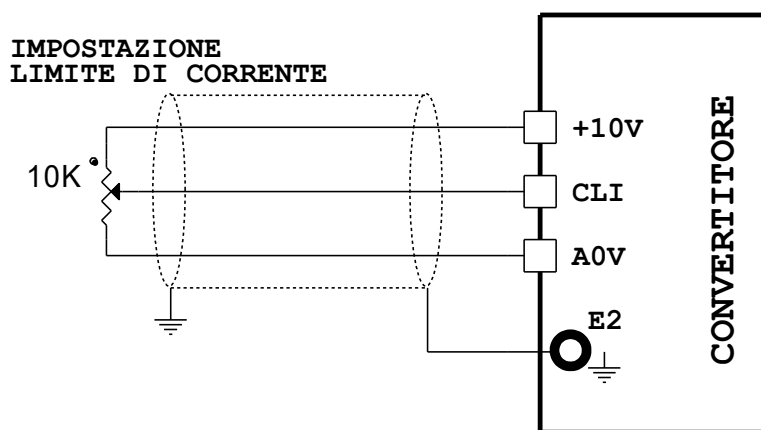 IMPOSTAZIONE
LIMITE DI CORRENTE
10K
+10V
CLI
A0V
E2
CONVERTITORE